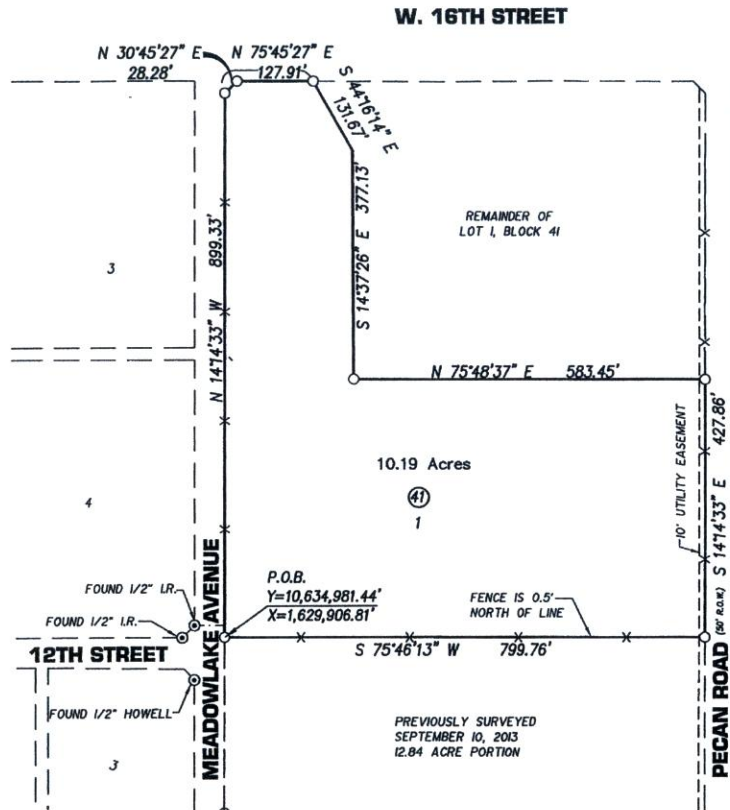 W. 16TH STREET
N 30°45'27" E
28.28'
N 75°45'27" E
127.91'
S 44°16'14" E
131.67'
S 14°37'26" E 377.13'
REMAINDER OF
LOT 1, BLOCK 41
3
N 14°14'33" W 899.33'
N 75°48'37" E 583.45'
10' UTILITY EASEMENT
S 14°14'33" E 427.86'
10.19 Acres
41
1
4
P.O.B.
Y=10,634,981.44'
X=1,629,906.81'
FENCE IS 0.5'
NORTH OF LINE
FOUND 1/2" I.R.
FOUND 1/2" I.R.
12TH STREET
S 75°46'13" W 799.76'
FOUND 1/2" HOWELL
MEADOWLAKE AVENUE
PECAN ROAD (80' R.O.W.)
PREVIOUSLY SURVEYED
SEPTEMBER 10, 2013
12.84 ACRE PORTION
3